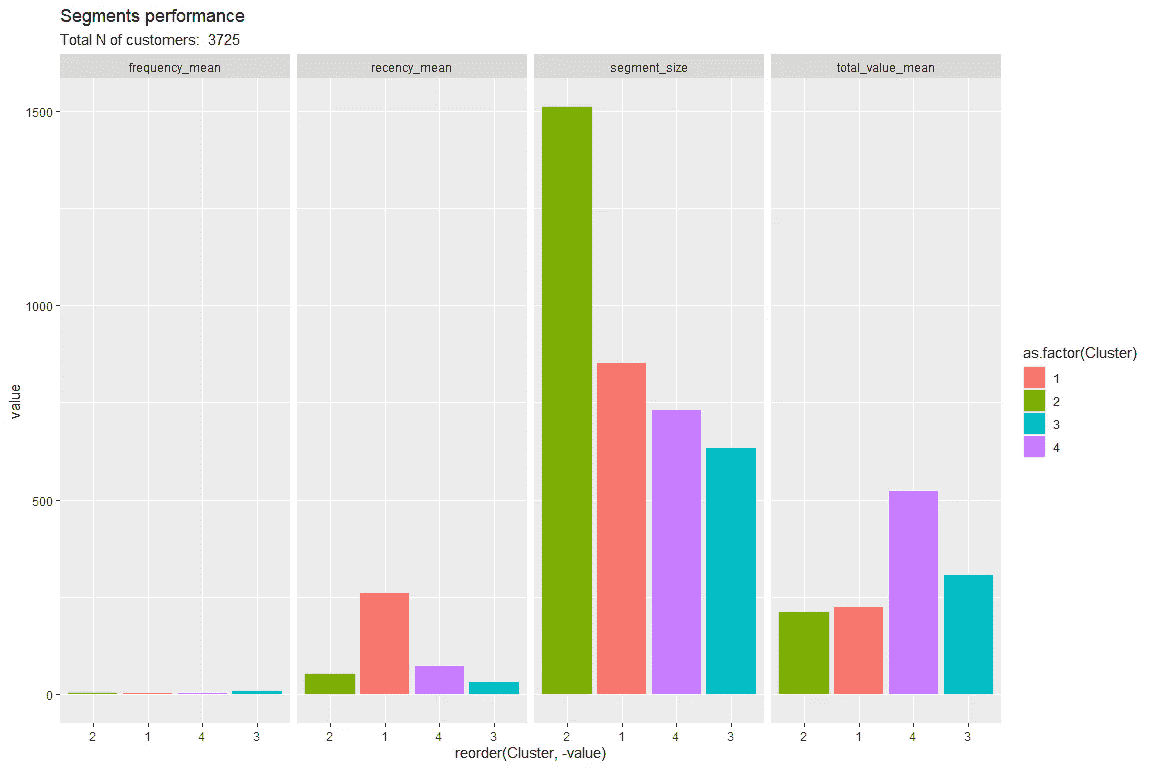 Segments performance
Total N of customers:  3725
frequency_mean recency_mean segment_size total_value_mean
1500
1000
500
0
value
2 1 4 3 2 1 4 3 2 1 4 3 2 1 4 3
reorder(Cluster, -value)
as.factor(Cluster)
1
2
3
4